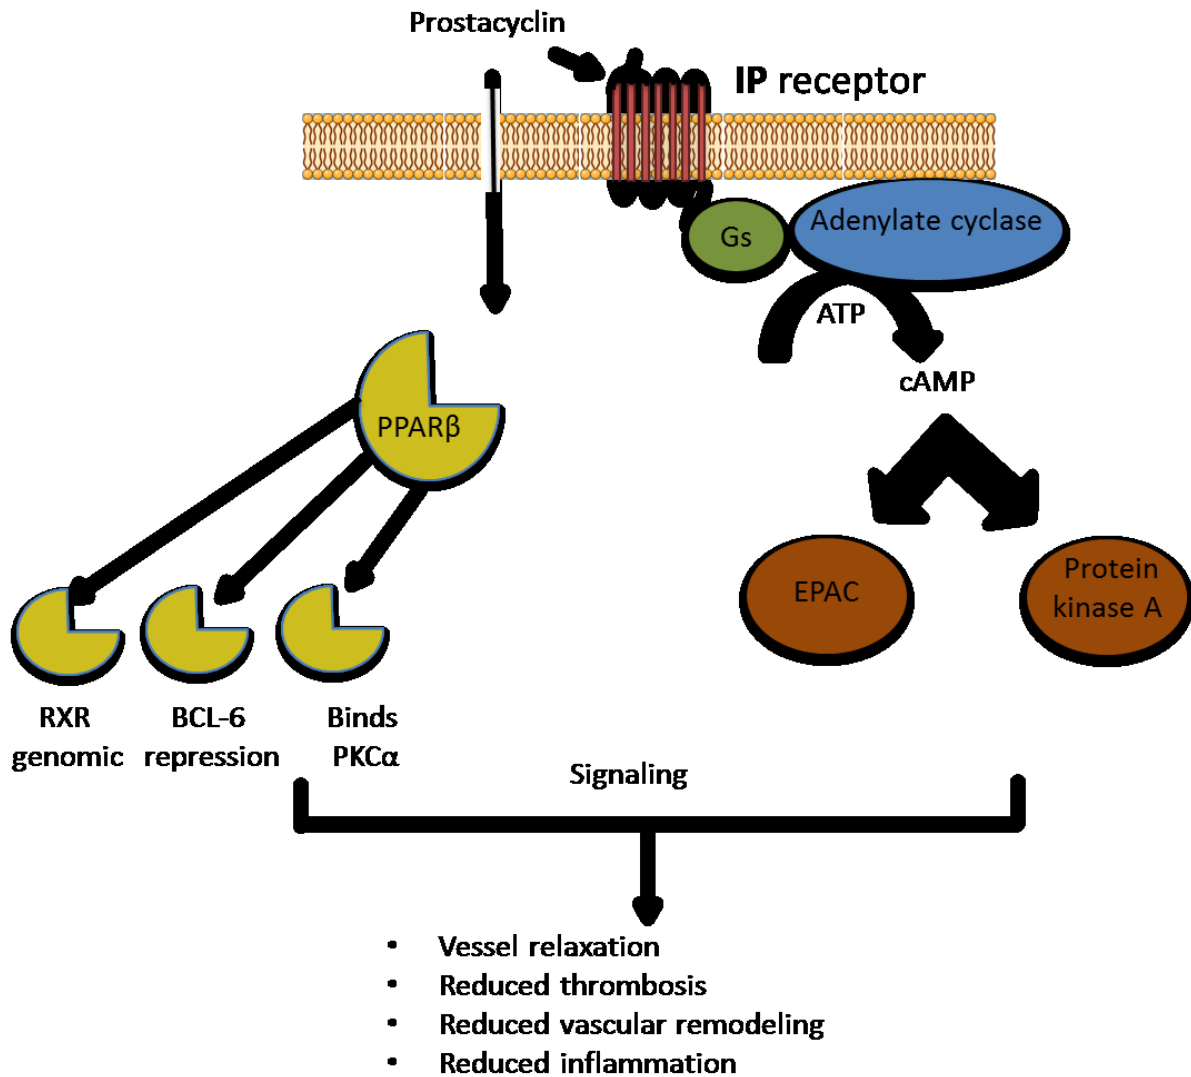 Prostacyclin
IP receptor
Gs
Adenylate cyclase
ATP
cAMP
PPARβ
EPAC
Protein
kinase A
RXR
genomic
BCL-6
repression
Binds
PKCα
Signaling
• Vessel relaxation
• Reduced thrombosis
• Reduced vascular remodeling
• Reduced inflammation